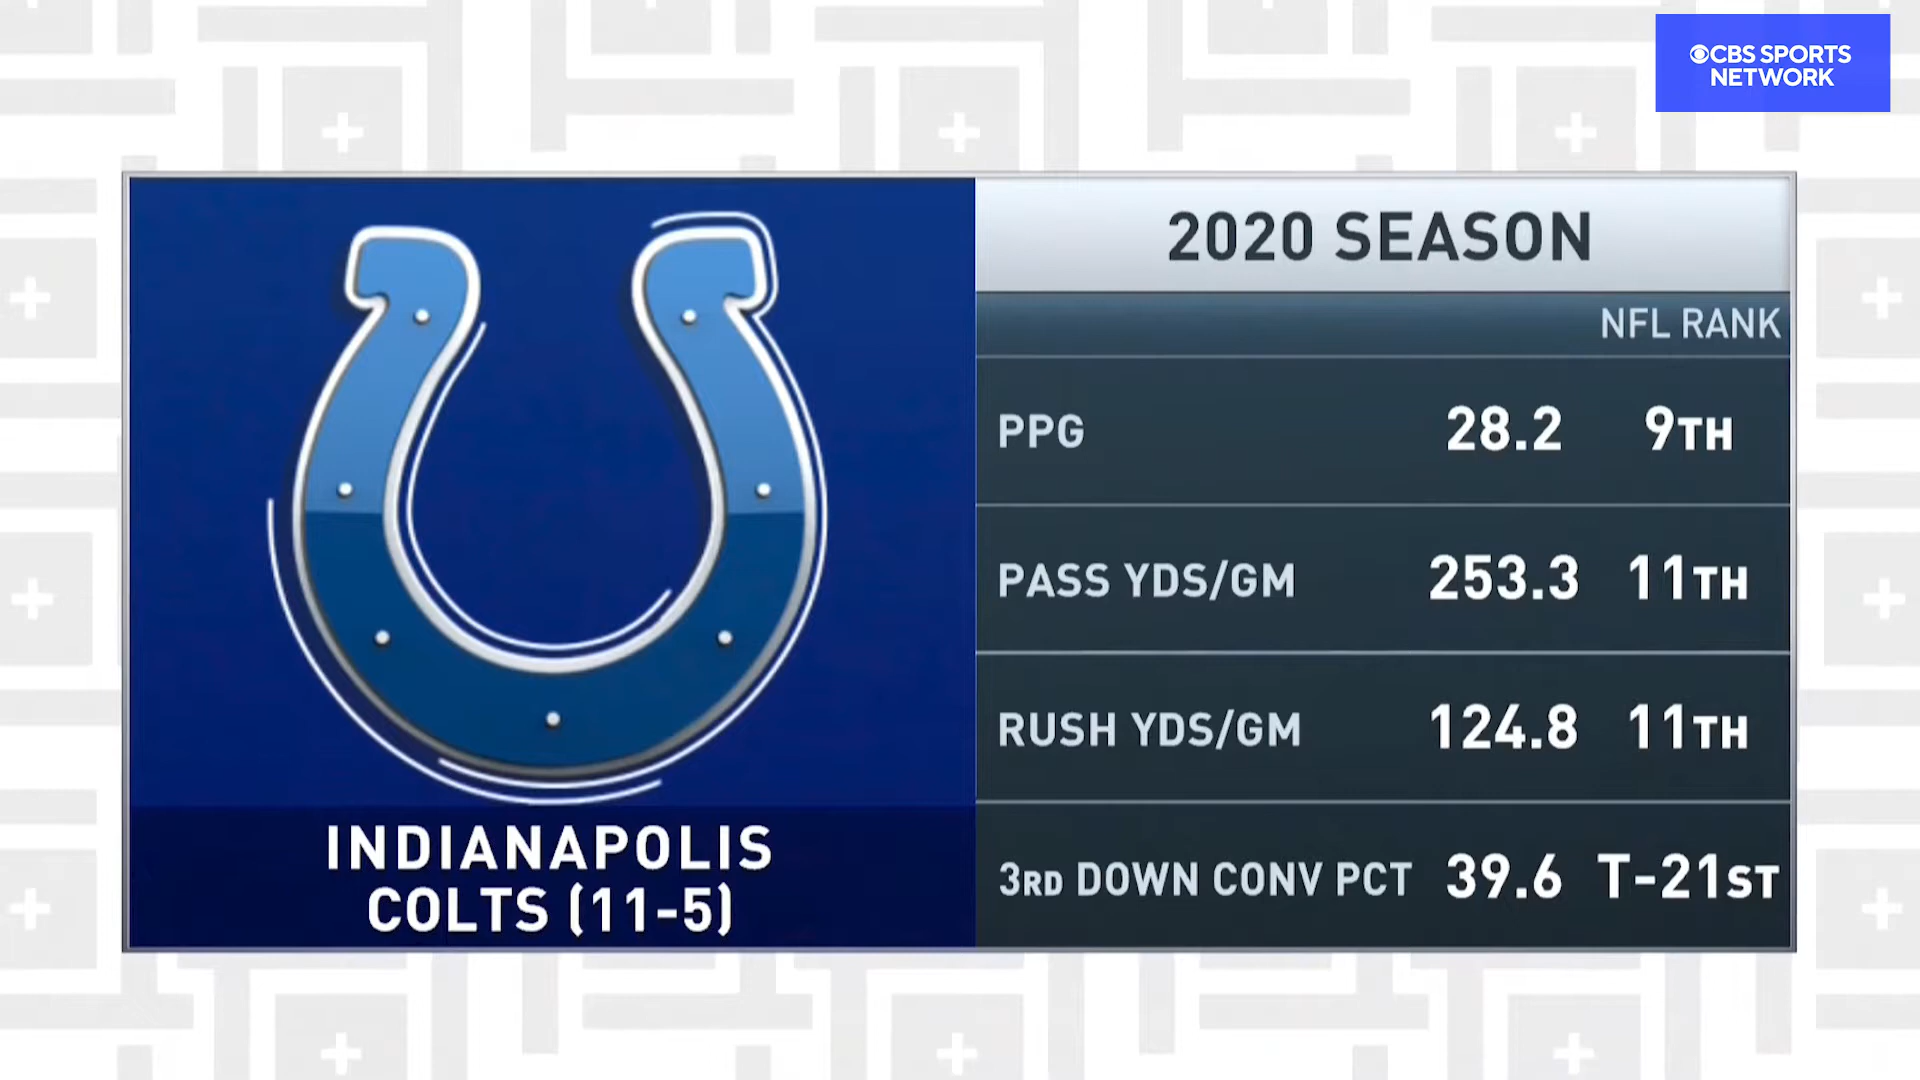 CBS SPORTS
NETWORK
2020 SEASON
NFL RANK
PPG 28.2 9TH
PASS YDS/GM 253.3 11TH
RUSH YDS/GM 124.8 11TH
3RD DOWN CONV PCT 39.6 T-21ST
INDIANAPOLIS
COLTS (11-5)